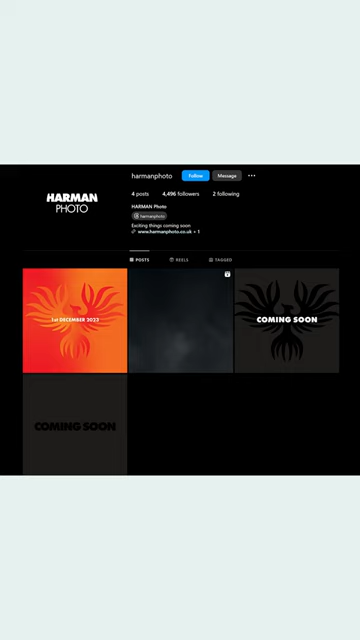 harmanphoto Follow Message
4 posts 4,496 followers 2 following
HARMAN
PHOTO
HARMAN Photo
harmanphoto
Exciting things coming soon
www.harmanphoto.co.uk + 1
POSTS REELS TAGGED
1st DECEMBER 2023
COMING SOON
COMING SOON